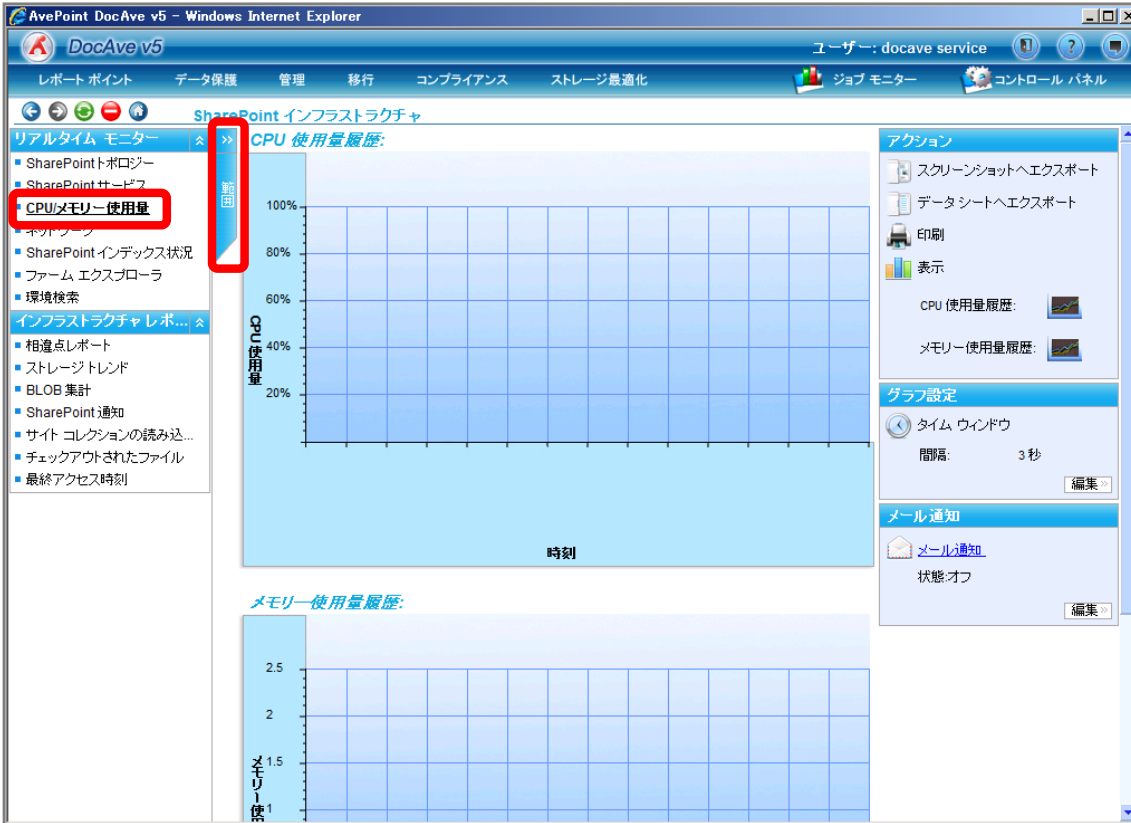 AvePoint DocAve v5 - Windows Internet Explorer
DocAve v5
ユーザー: docave service
レポート ポイント
データ保護
管理
移行
コンプライアンス
ストレージ最適化
ジョブ モニター
コントロール パネル
SharePoint インフラストラクチャ
リアルタイム モニター
SharePointトポロジー
SharePointサービス
CPU/メモリー使用量
ネットワーク
SharePointインデックス状況
ファーム エクスプローラ
環境検索
インフラストラクチャ レポ...
相違点レポート
ストレージトレンド
BLOB 集計
SharePoint 通知
サイト コレクションの読み込...
チェックアウトされたファイル
最終アクセス時刻
範囲
CPU 使用量履歴:
100%
80%
60%
40%
20%
CPU 使用量
時刻
メモリー使用量履歴:
2.5
2
1.5
1
メモリー使
アクション
スクリーンショットへエクスポート
データ シートへエクスポート
印刷
表示
CPU 使用量履歴:
メモリー使用量履歴:
グラフ設定
タイム ウィンドウ
間隔: 3 秒
編集
メール通知
メール通知
状態:オフ
編集